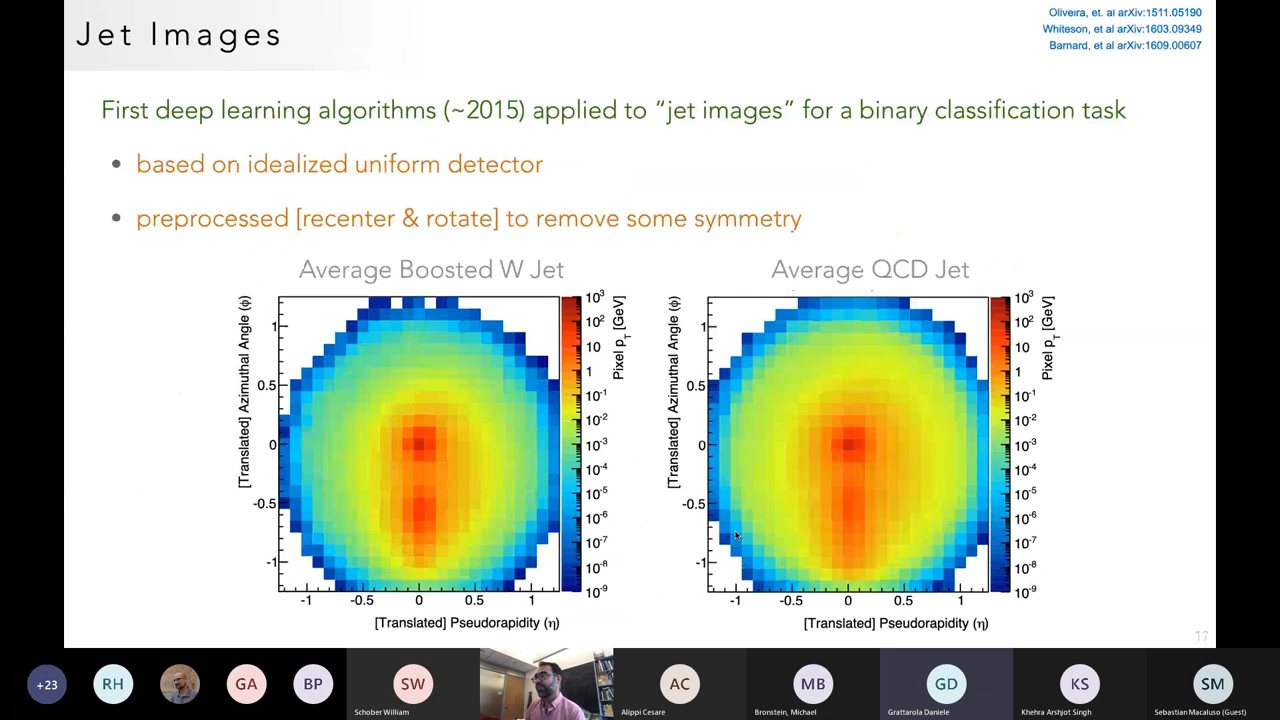 Jet Images
Oliveira, et. al arXiv:1511.05190
Whiteson, et al arXiv:1603.09349
Barnard, et al arXiv:1609.00607
First deep learning algorithms (~2015) applied to “jet images” for a binary classification task
• based on idealized uniform detector
• preprocessed [recenter & rotate] to remove some symmetry
Average Boosted W Jet
[Translated] Azimuthal Angle (ϕ)
1
0.5
0
-0.5
-1
-1 -0.5 0 0.5 1
[Translated] Pseudorapidity (η)
10³
10²
10
1
10⁻¹
10⁻²
10⁻³
10⁻⁴
10⁻⁵
10⁻⁶
10⁻⁷
10⁻⁸
10⁻⁹
Pixel pT [GeV]
Average QCD Jet
[Translated] Azimuthal Angle (ϕ)
1
0.5
0
-0.5
-1
-1 -0.5 0 0.5 1
[Translated] Pseudorapidity (η)
10³
10²
10
1
10⁻¹
10⁻²
10⁻³
10⁻⁴
10⁻⁵
10⁻⁶
10⁻⁷
10⁻⁸
10⁻⁹
Pixel pT [GeV]
17
+23
RH
GA
BP
SW
Schober William
AC
Alippi Cesare
MB
Bronstein, Michael
GD
Grattarola Daniele
KS
Khehra Arshjot Singh
SM
Sebastian Macaluso (Guest)